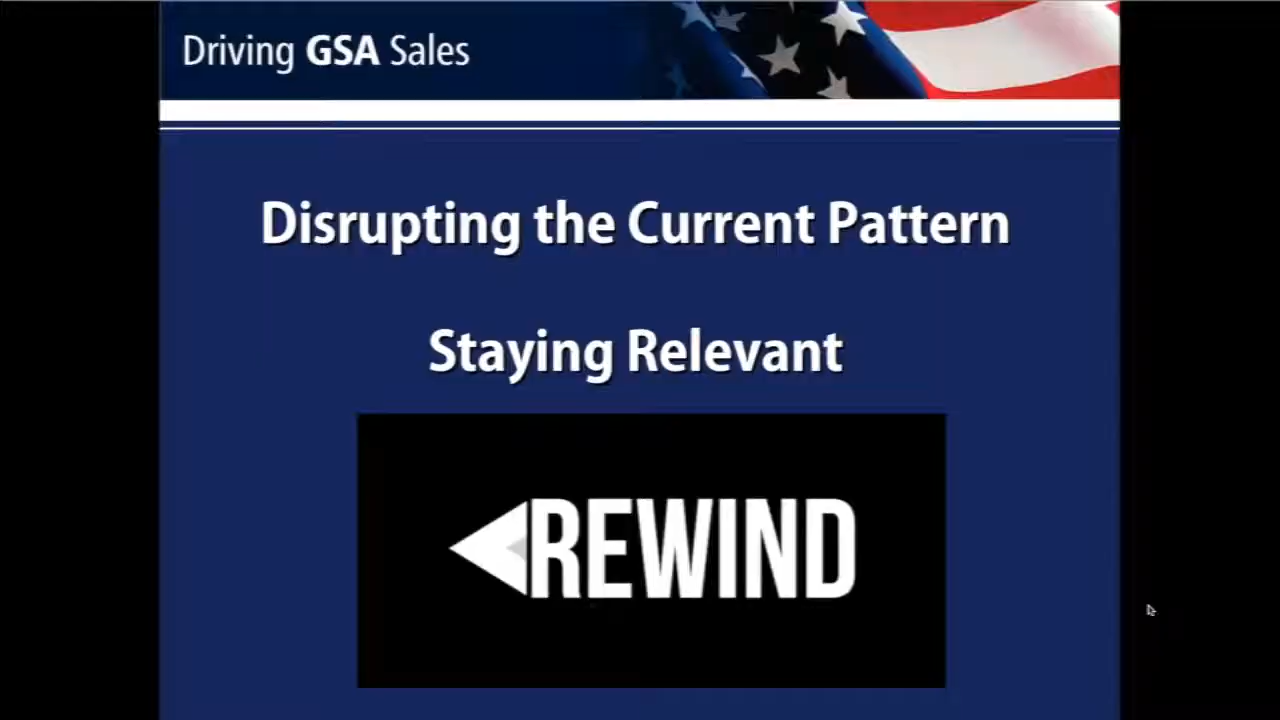 Driving GSA Sales
Disrupting the Current Pattern
Staying Relevant
REWIND